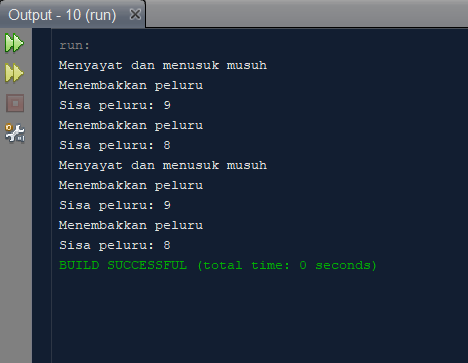 Output - 10 (run)
run:
Menyayat dan menusuk musuh
Menembakkan peluru
Sisa peluru: 9
Menembakkan peluru
Sisa peluru: 8
Menyayat dan menusuk musuh
Menembakkan peluru
Sisa peluru: 9
Menembakkan peluru
Sisa peluru: 8
BUILD SUCCESSFUL (total time: 0 seconds)